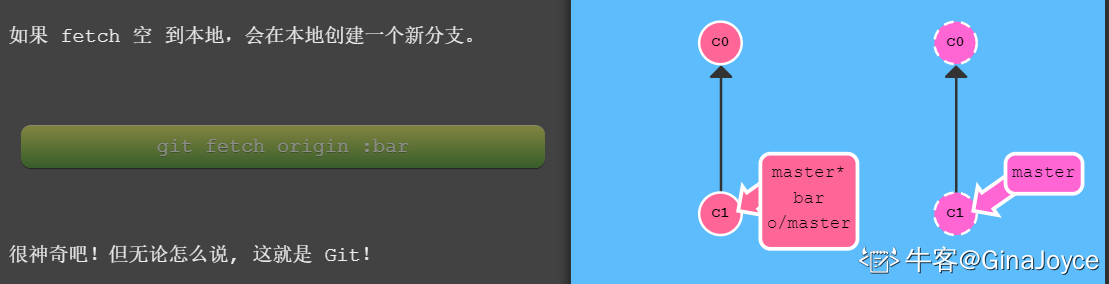 如果 fetch 空 到本地，会在本地创建一个新分支。
git fetch origin :bar
很神奇吧！但无论怎么说, 这就是 Git！
c0
c1
master*
bar
o/master
c0
c1
master
牛客@GinaJoyce